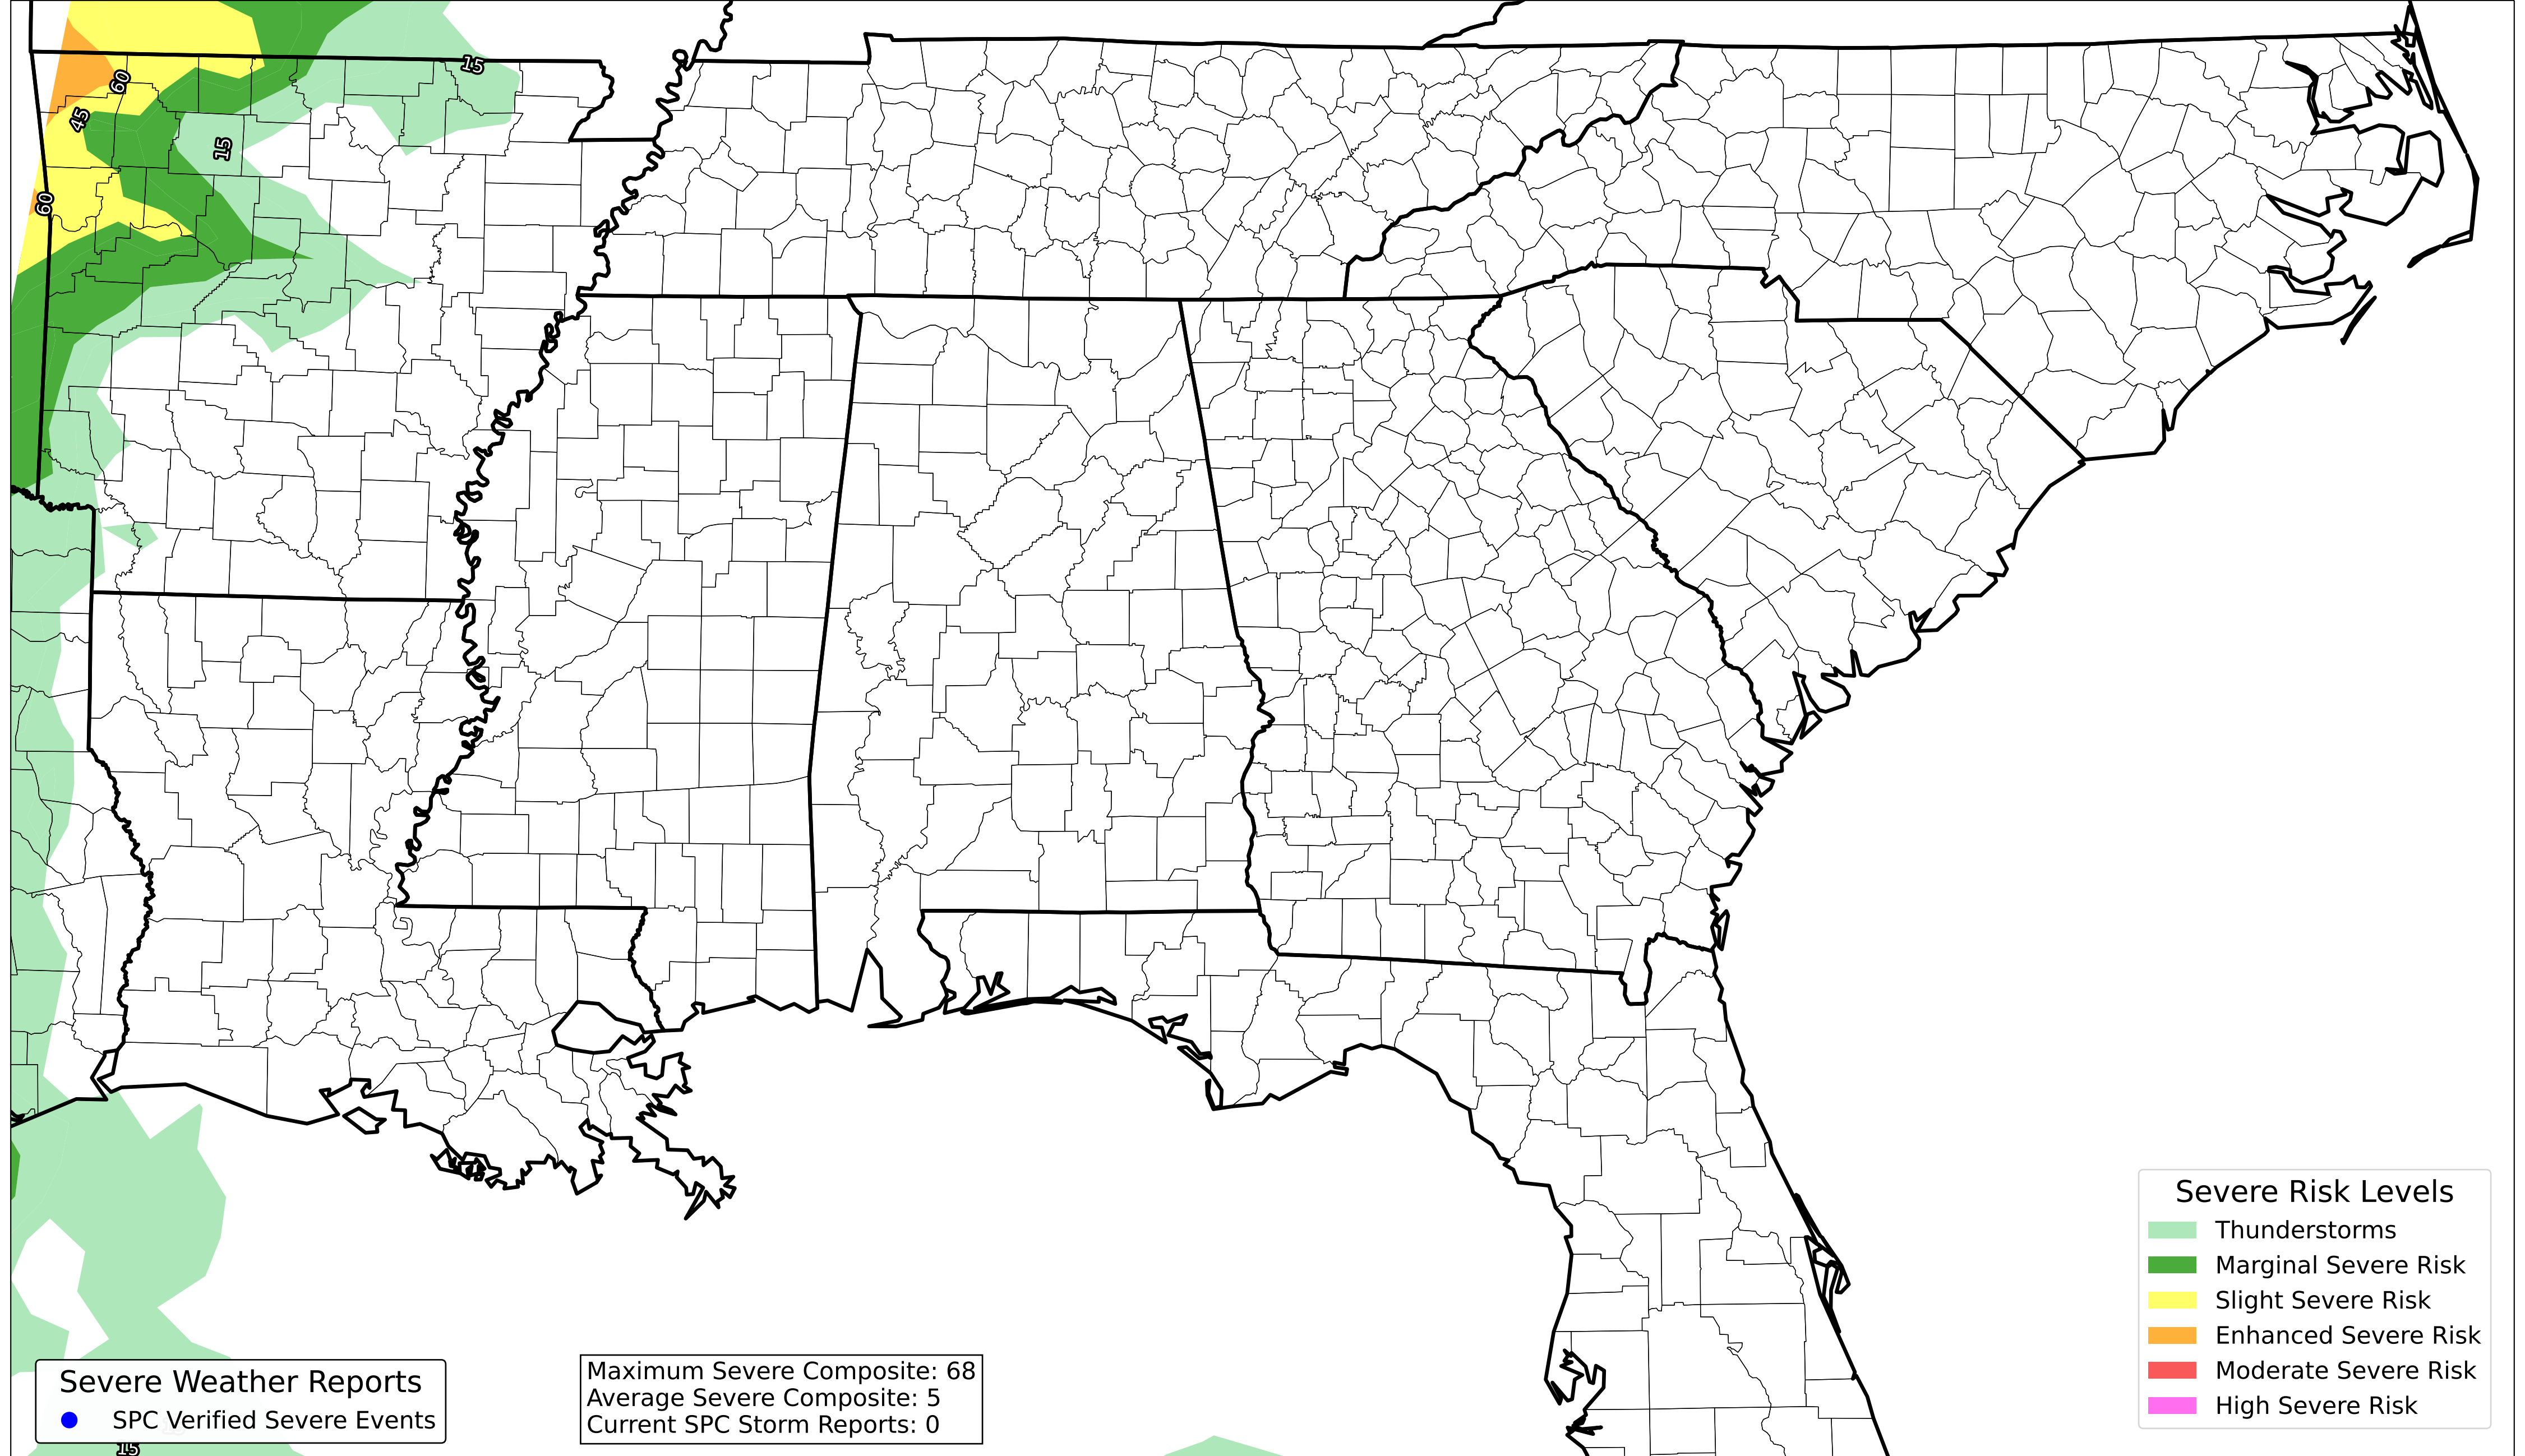 15
60
45
15
60
Severe Risk Levels
Thunderstorms
Marginal Severe Risk
Slight Severe Risk
Enhanced Severe Risk
Moderate Severe Risk
High Severe Risk
Maximum Severe Composite: 68
Average Severe Composite: 5
Current SPC Storm Reports: 0
Severe Weather Reports
SPC Verified Severe Events
15